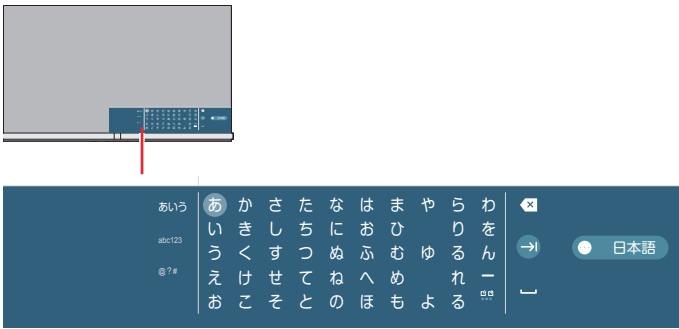 あいう
abc123
@?#
あ か さ た な は ま や ら わ
い き し ち に お ひ り を
う く す つ ぬ ふ む ゆ る ん
え け せ て ね へ め れ ー
お こ そ と の ほ も よ る
日本語